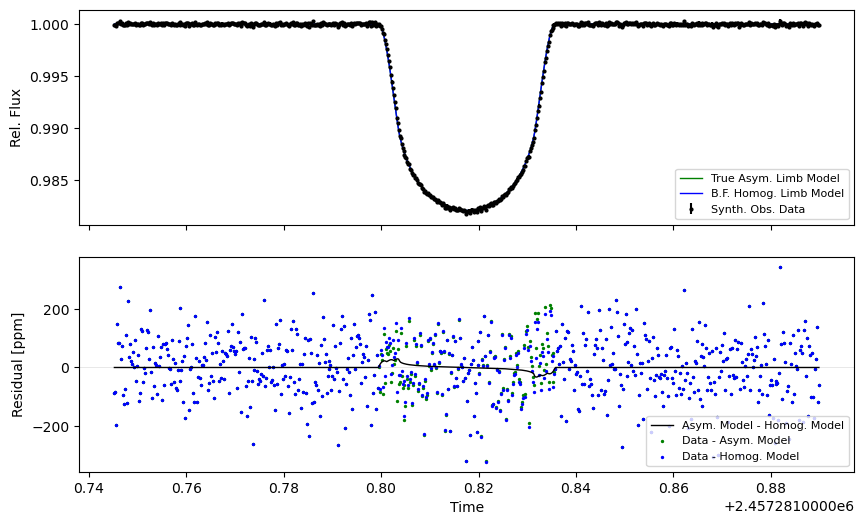 1.000
0.995
0.990
0.985
Rel. Flux
True Asym. Limb Model
B.F. Homog. Limb Model
Synth. Obs. Data
200
0
−200
Residual [ppm]
Asym. Model - Homog. Model
Data - Asym. Model
Data - Homog. Model
0.74 0.76 0.78 0.80 0.82 0.84 0.86 0.88
Time
+2.4572810000e6